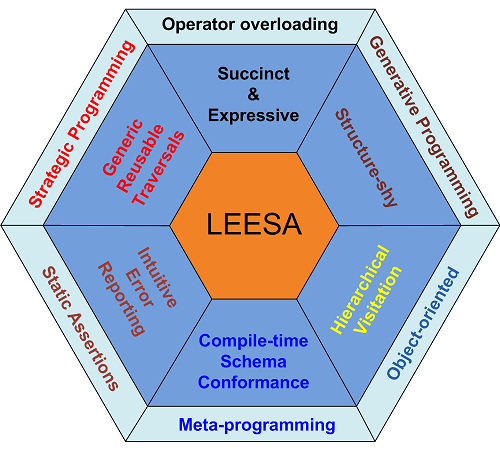 Operator overloading
Succinct
&
Expressive
Strategic Programming
Generic
Reusable
Traversals
Generative Programming
Structure-shy
LEESA
Static Assertions
Intuitive
Error
Reporting
Hierarchical
Visitation
Object-oriented
Compile-time
Schema
Conformance
Meta-programming